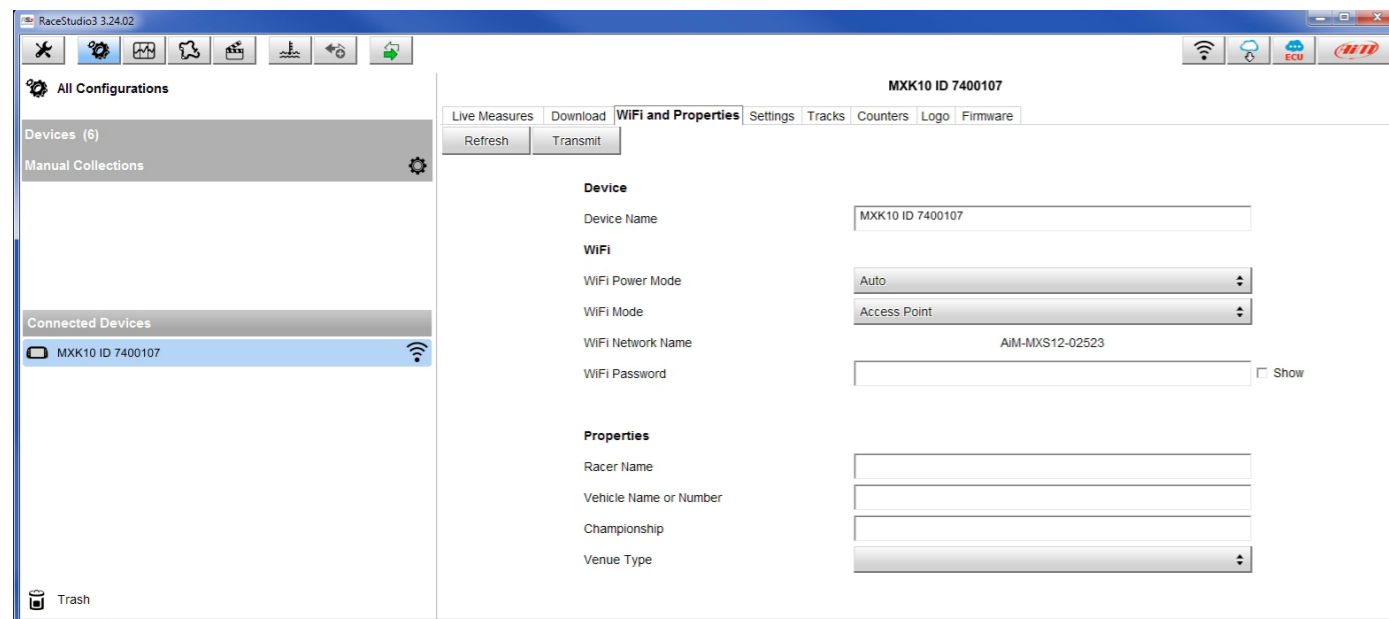 RaceStudio3 3.24.02
ECU
AiM
All Configurations
Devices (6)
Manual Collections
Connected Devices
MXK10 ID 7400107
Trash
MXK10 ID 7400107
Live Measures Download WiFi and Properties Settings Tracks Counters Logo Firmware
Refresh Transmit
Device
Device Name MXK10 ID 7400107
WiFi
WiFi Power Mode Auto
WiFi Mode Access Point
WiFi Network Name AiM-MXS12-02523
WiFi Password Show
Properties
Racer Name
Vehicle Name or Number
Championship
Venue Type